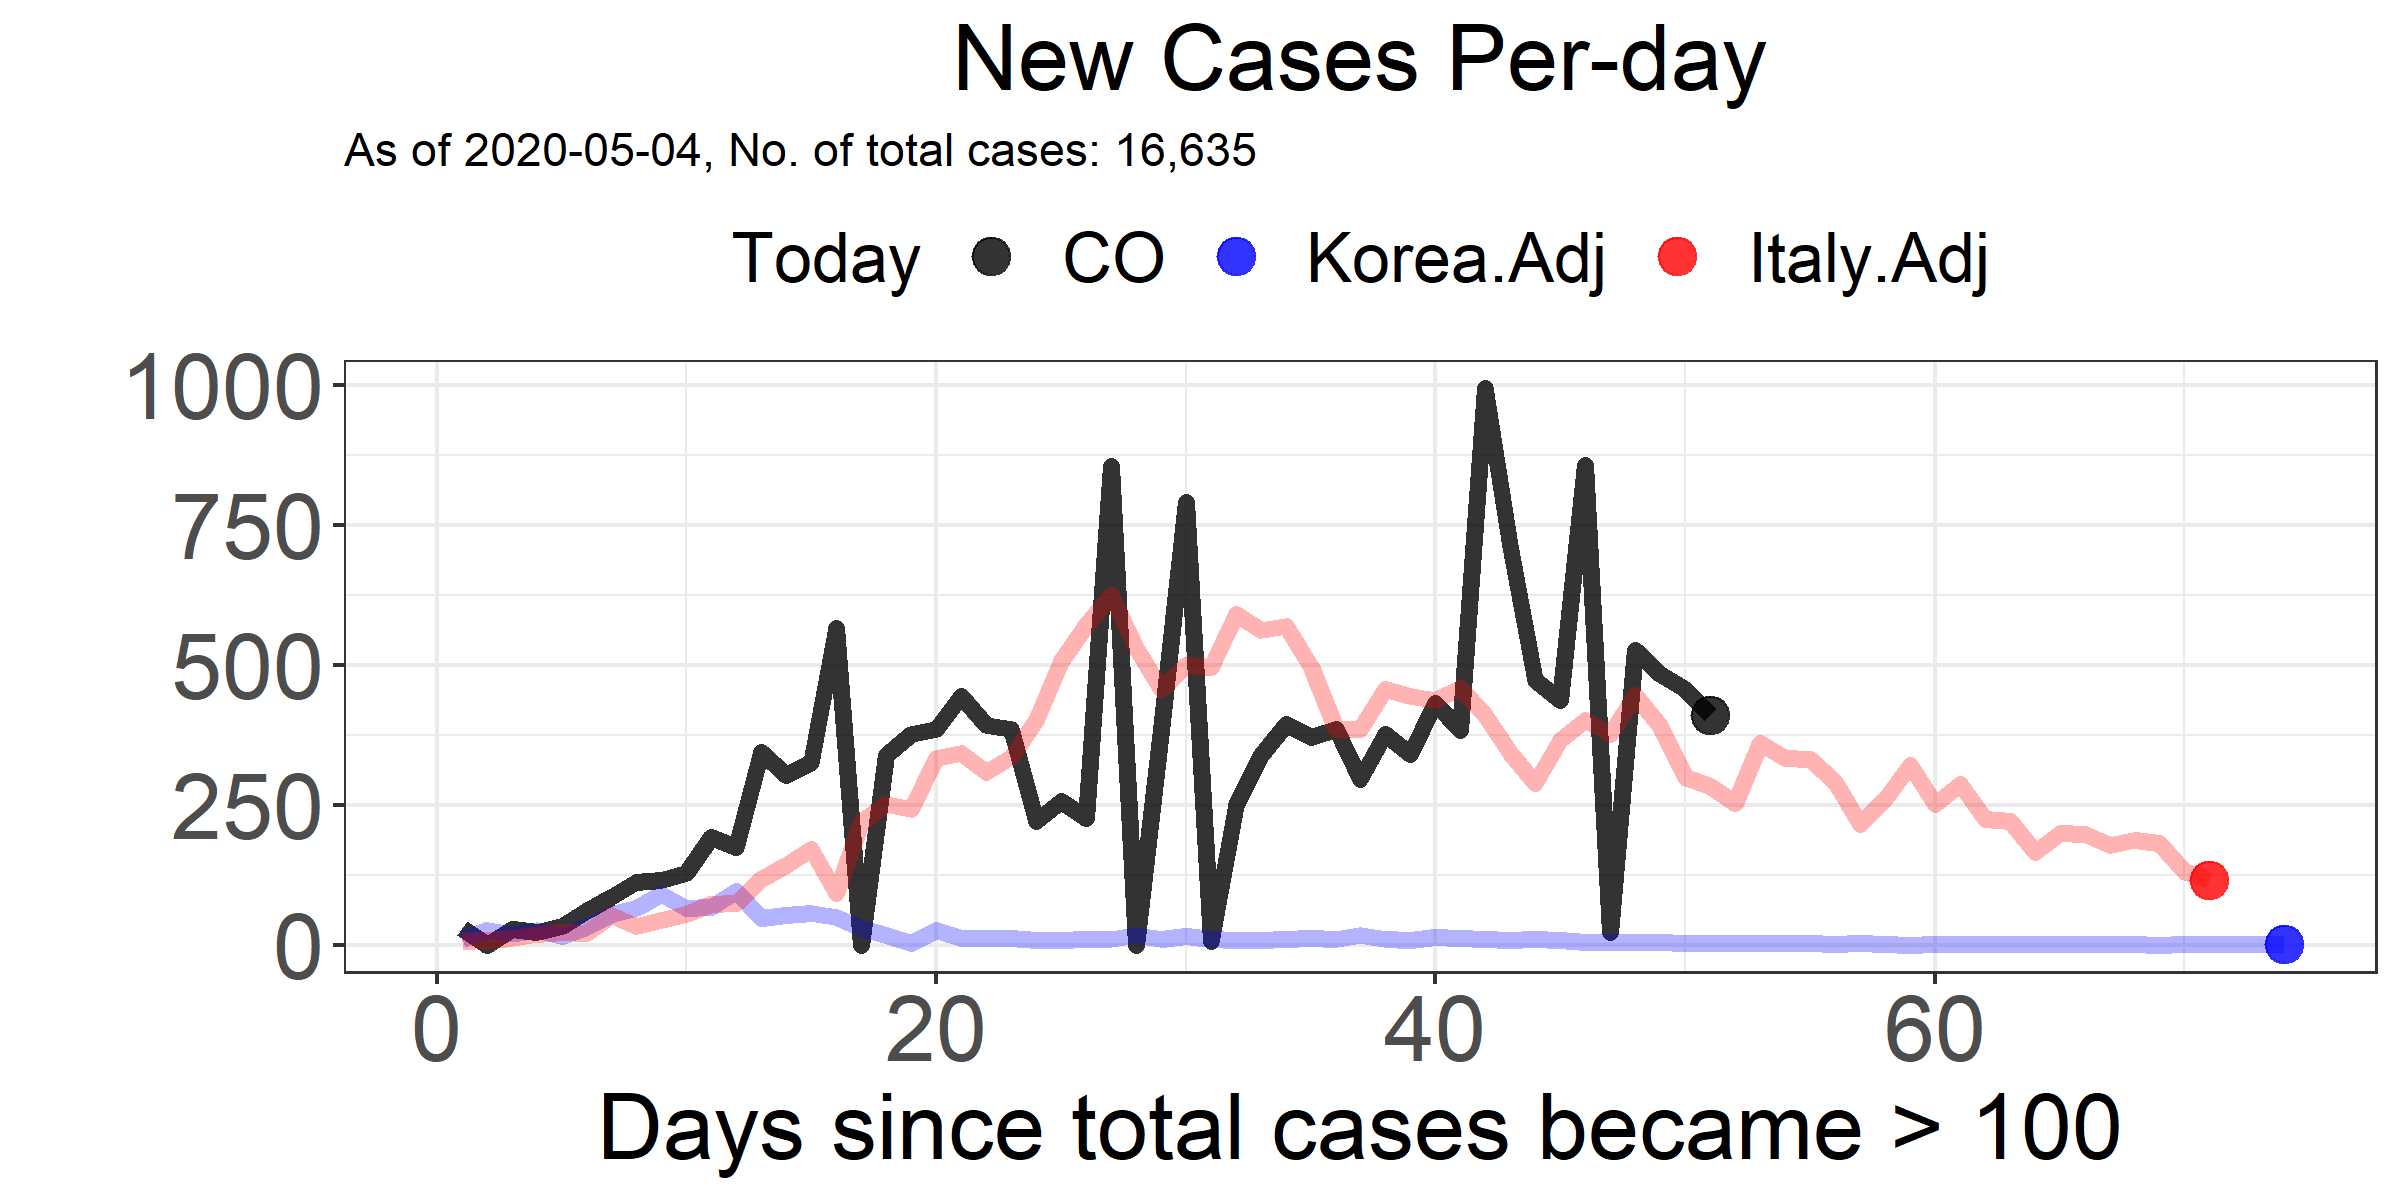 New Cases Per-day
As of 2020-05-04, No. of total cases: 16,635
Today CO Korea.Adj Italy.Adj
1000
750
500
250
0
0 20 40 60
Days since total cases became > 100